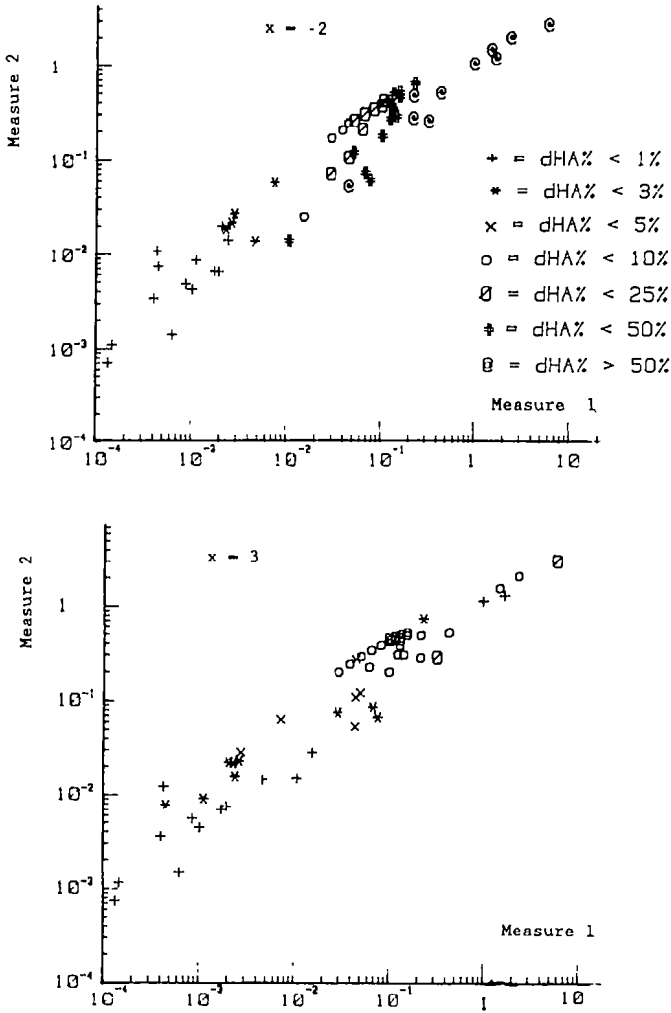 x = -2
Measure 2
1
10⁻¹
10⁻²
10⁻³
10⁻⁴
+ = dHA% < 1%
* = dHA% < 3%
x = dHA% < 5%
o = dHA% < 10%
= dHA% < 25%
= dHA% < 50%
= dHA% > 50%
Measure 1
10⁻⁴ 10⁻³ 10⁻² 10⁻¹ 1 10
x = 3
Measure 2
1
10⁻¹
10⁻²
10⁻³
10⁻⁴
Measure 1
10⁻⁴ 10⁻³ 10⁻² 10⁻¹ 1 10